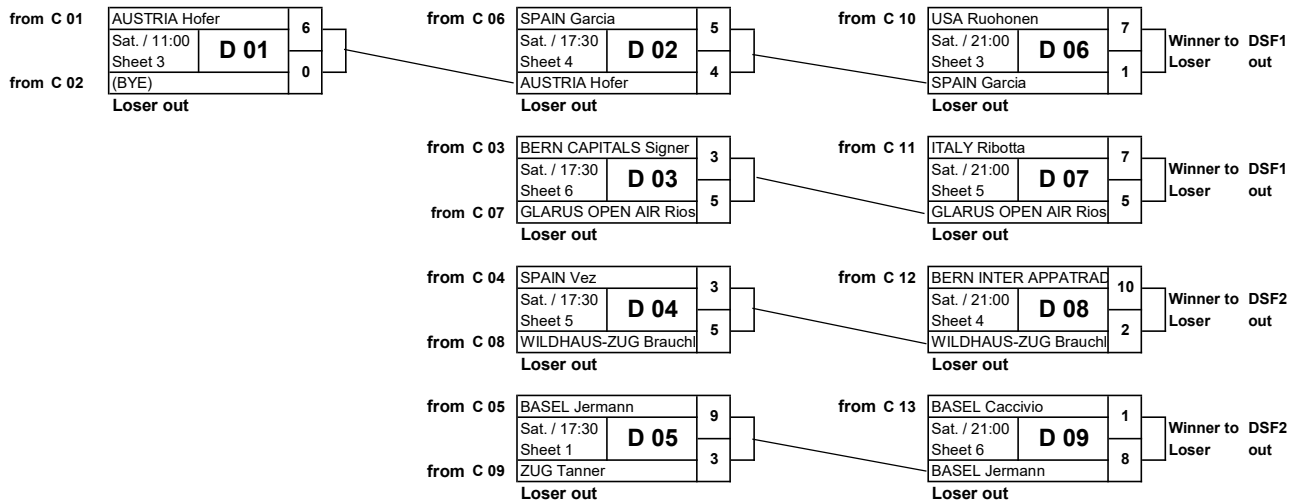 from C 01 AUSTRIA Hofer 6
Sat. / 11:00 D 01
Sheet 3
from C 02 (BYE) 0
Loser out
from C 06 SPAIN Garcia 5
Sat. / 17:30 D 02
Sheet 4
AUSTRIA Hofer 4
Loser out
from C 10 USA Ruohonen 7
Sat. / 21:00 D 06
Sheet 3
SPAIN Garcia 1
Loser out
Winner to DSF1
Loser out
from C 03 BERN CAPITALS Signer 3
Sat. / 17:30 D 03
Sheet 6
from C 07 GLARUS OPEN AIR Rios 5
Loser out
from C 11 ITALY Ribotta 7
Sat. / 21:00 D 07
Sheet 5
GLARUS OPEN AIR Rios 5
Loser out
Winner to DSF1
Loser out
from C 04 SPAIN Vez 3
Sat. / 17:30 D 04
Sheet 5
from C 08 WILDHAUS-ZUG Brauchl 5
Loser out
from C 12 BERN INTER APPATRAD 10
Sat. / 21:00 D 08
Sheet 4
WILDHAUS-ZUG Brauchl 2
Loser out
Winner to DSF2
Loser out
from C 05 BASEL Jermann 9
Sat. / 17:30 D 05
Sheet 1
from C 09 ZUG Tanner 3
Loser out
from C 13 BASEL Caccivio 1
Sat. / 21:00 D 09
Sheet 6
BASEL Jermann 8
Loser out
Winner to DSF2
Loser out